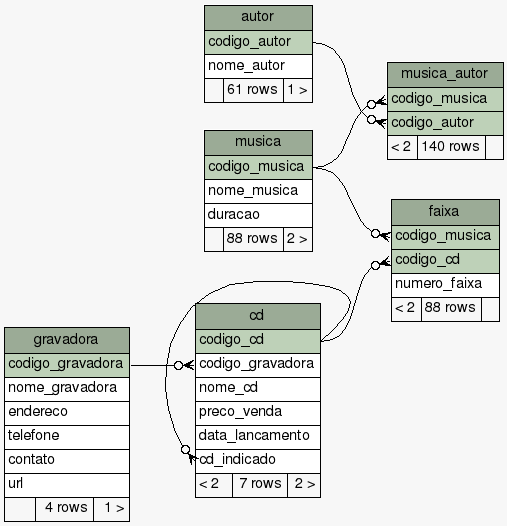 autor
codigo_autor
nome_autor
61 rows 1 >
musica_autor
codigo_musica
codigo_autor
< 2 140 rows
musica
codigo_musica
nome_musica
duracao
88 rows 2 >
faixa
codigo_musica
codigo_cd
numero_faixa
< 2 88 rows
cd
codigo_cd
codigo_gravadora
nome_cd
preco_venda
data_lancamento
cd_indicado
< 2 7 rows 2 >
gravadora
codigo_gravadora
nome_gravadora
endereco
telefone
contato
url
4 rows 1 >